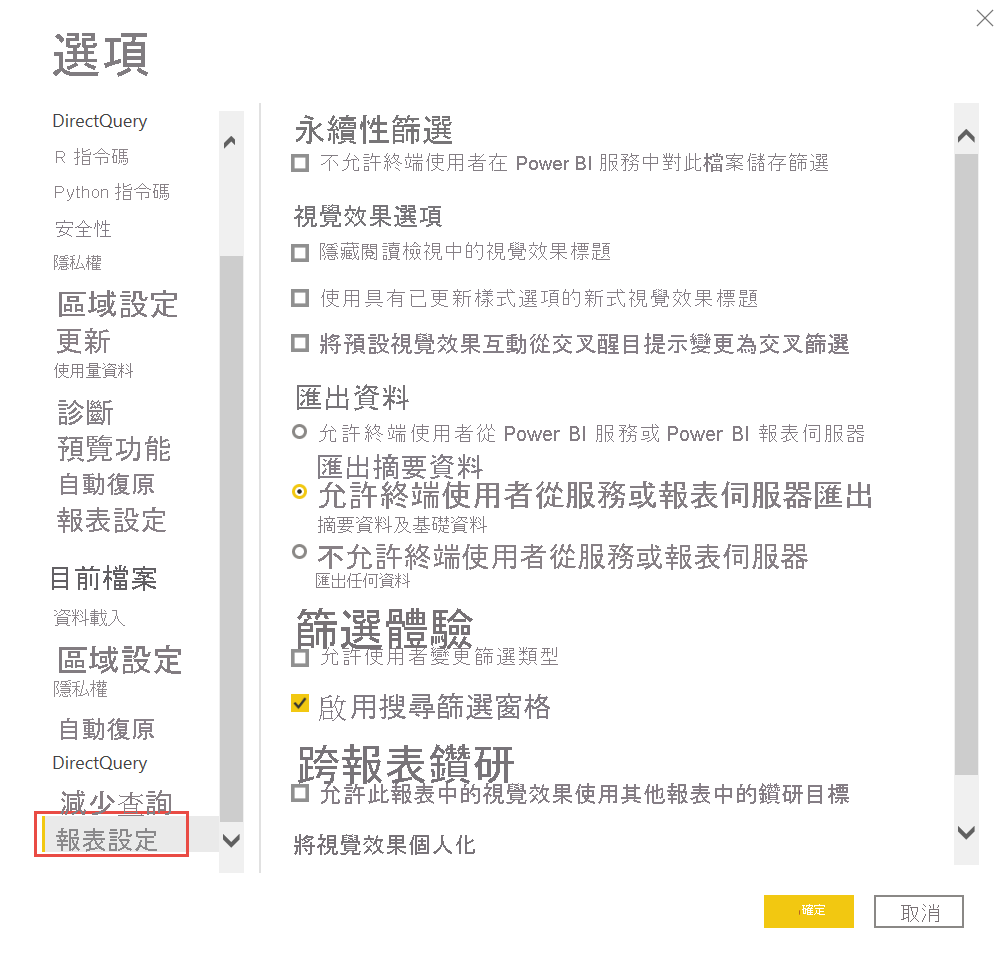 選項
DirectQuery
R 指令碼
Python 指令碼
安全性
隱私權
區域設定
更新
使用量資料
診斷
預覽功能
自動復原
報表設定
目前檔案
資料載入
區域設定
隱私權
自動復原
DirectQuery
減少查詢
報表設定
永續性篩選
不允許終端使用者在 Power BI 服務中對此檔案儲存篩選
視覺效果選項
隱藏閱讀檢視中的視覺效果標題
使用具有已更新樣式選項的新式視覺效果標題
將預設視覺效果互動從交叉醒目提示變更為交叉篩選
匯出資料
允許終端使用者從 Power BI 服務或 Power BI 報表伺服器
匯出摘要資料
允許終端使用者從服務或報表伺服器匯出
摘要資料及基礎資料
不允許終端使用者從服務或報表伺服器
匯出任何資料
篩選體驗
允許使用者變更篩選類型
啟用搜尋篩選窗格
跨報表鑽研
允許此報表中的視覺效果使用其他報表中的鑽研目標
將視覺效果個人化
確定
取消